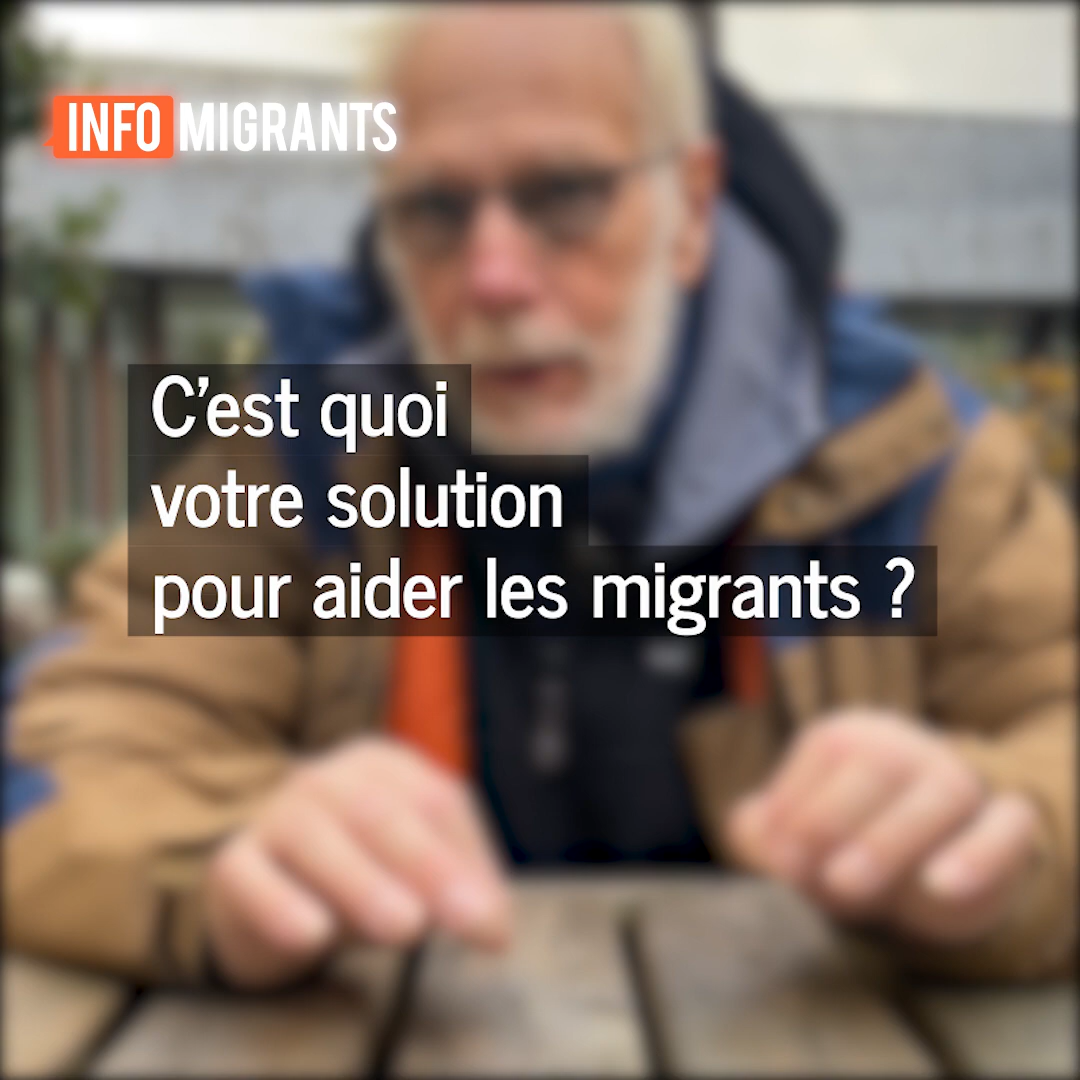 INFO MIGRANTS
C’est quoi
votre solution
pour aider les migrants ?